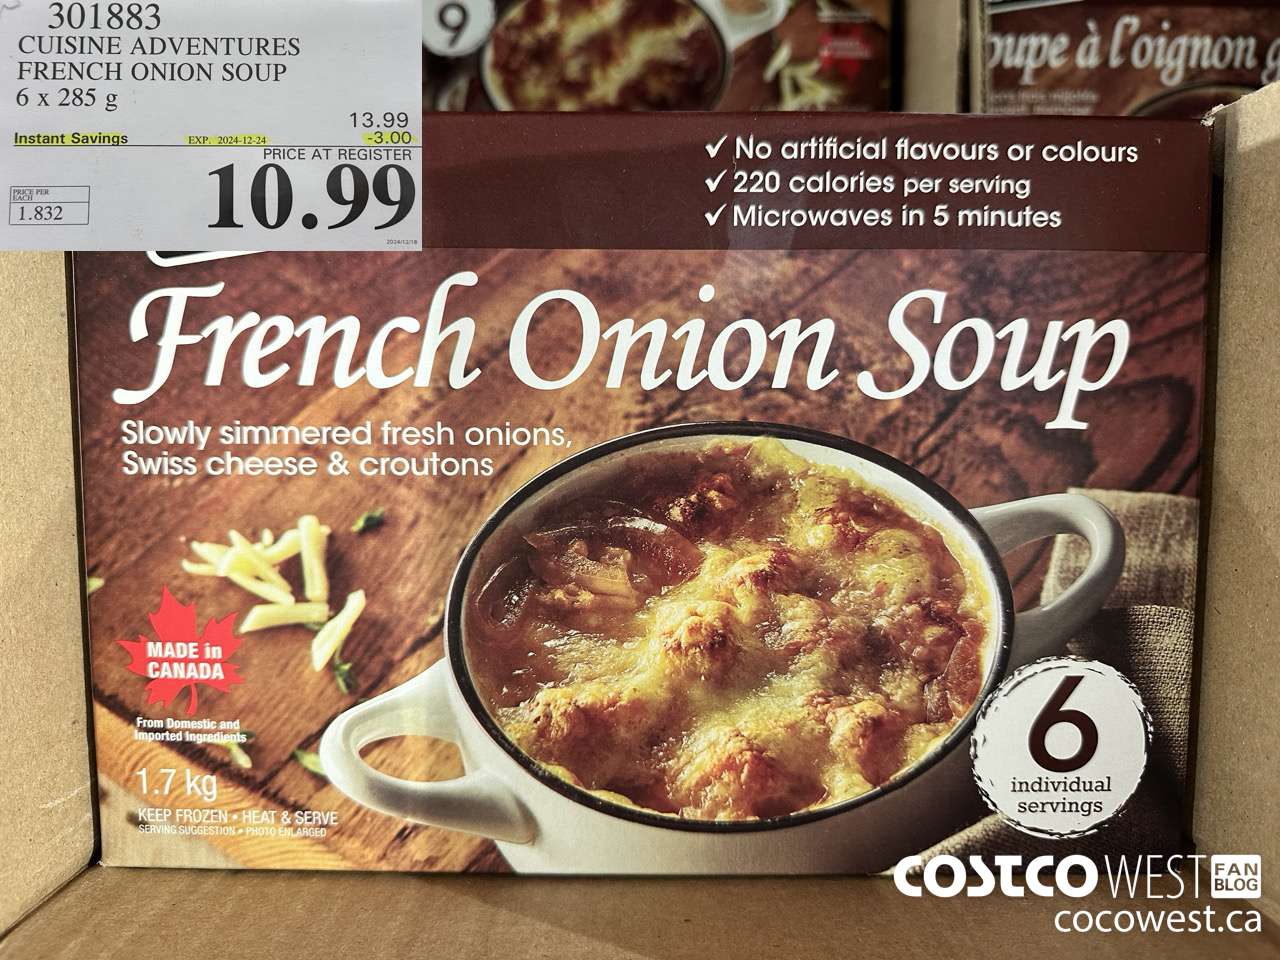 301883
CUISINE ADVENTURES
FRENCH ONION SOUP
6 x 285 g
13.99
Instant Savings EXP. 2024-12-24 -3.00
PRICE AT REGISTER
10.99
PRICE PER
EACH
1.832
2024/12/18
9
oupe à l'oignon g
✓ No artificial flavours or colours
✓ 220 calories per serving
✓ Microwaves in 5 minutes
French Onion Soup
Slowly simmered fresh onions,
Swiss cheese & croutons
MADE in
CANADA
From Domestic and
Imported Ingredients
1.7 kg
KEEP FROZEN • HEAT & SERVE
SERVING SUGGESTION • PHOTO ENLARGED
6
individual
servings
COSTCO WEST FAN BLOG
cocowest.ca